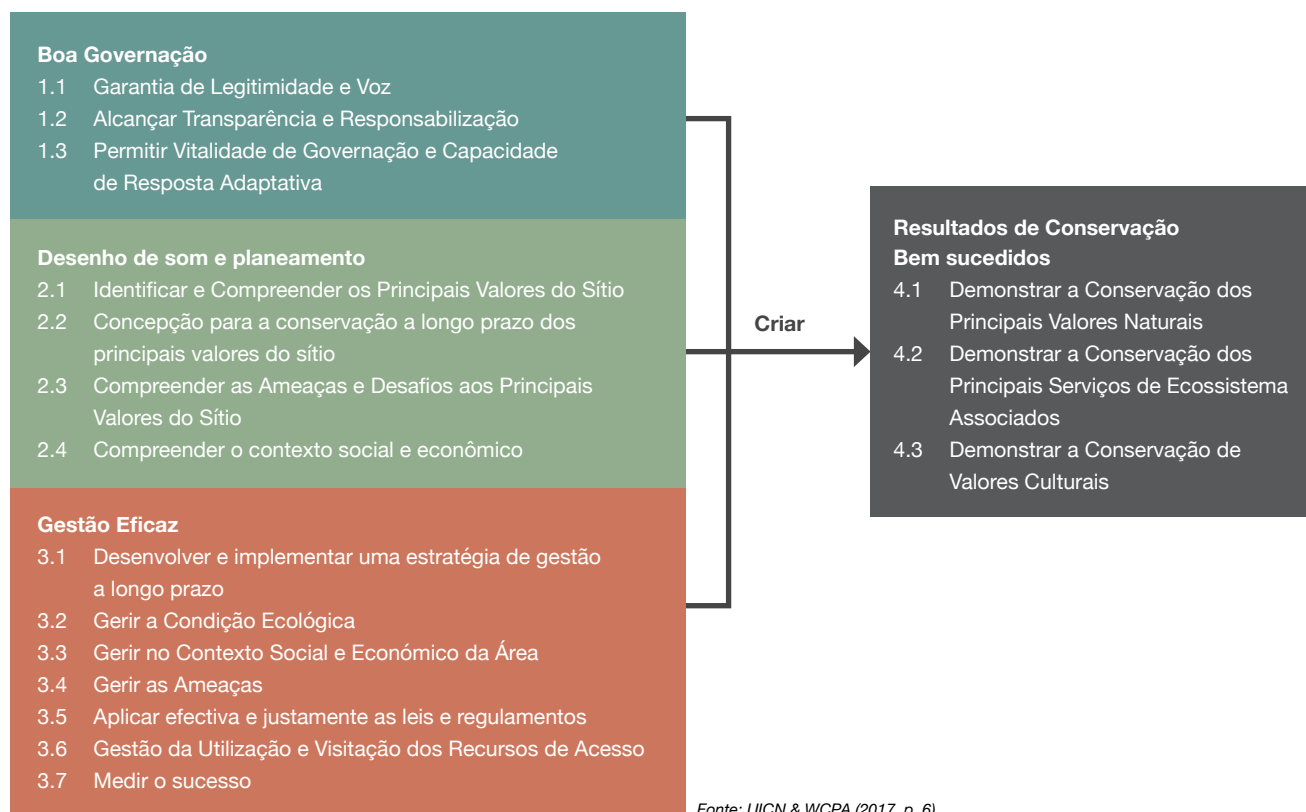 Boa Governação
1.1 Garantia de Legitimidade e Voz
1.2 Alcançar Transparência e Responsabilização
1.3 Permitir Vitalidade de Governação e Capacidade
de Resposta Adaptativa
Desenho de som e planeamento
2.1 Identificar e Compreender os Principais Valores do Sítio
2.2 Concepção para a conservação a longo prazo dos
principais valores do sítio
2.3 Compreender as Ameaças e Desafios aos Principais
Valores do Sítio
2.4 Compreender o contexto social e econômico
Gestão Eficaz
3.1 Desenvolver e implementar uma estratégia de gestão
a longo prazo
3.2 Gerir a Condição Ecológica
3.3 Gerir no Contexto Social e Económico da Área
3.4 Gerir as Ameaças
3.5 Aplicar efectiva e justamente as leis e regulamentos
3.6 Gestão da Utilização e Visitação dos Recursos de Acesso
3.7 Medir o sucesso
Criar
Resultados de Conservação
Bem sucedidos
4.1 Demonstrar a Conservação dos
Principais Valores Naturais
4.2 Demonstrar a Conservação dos
Principais Serviços de Ecossistema
Associados
4.3 Demonstrar a Conservação de
Valores Culturais
Fonte: UICN & WCPA (2017, p. 6)